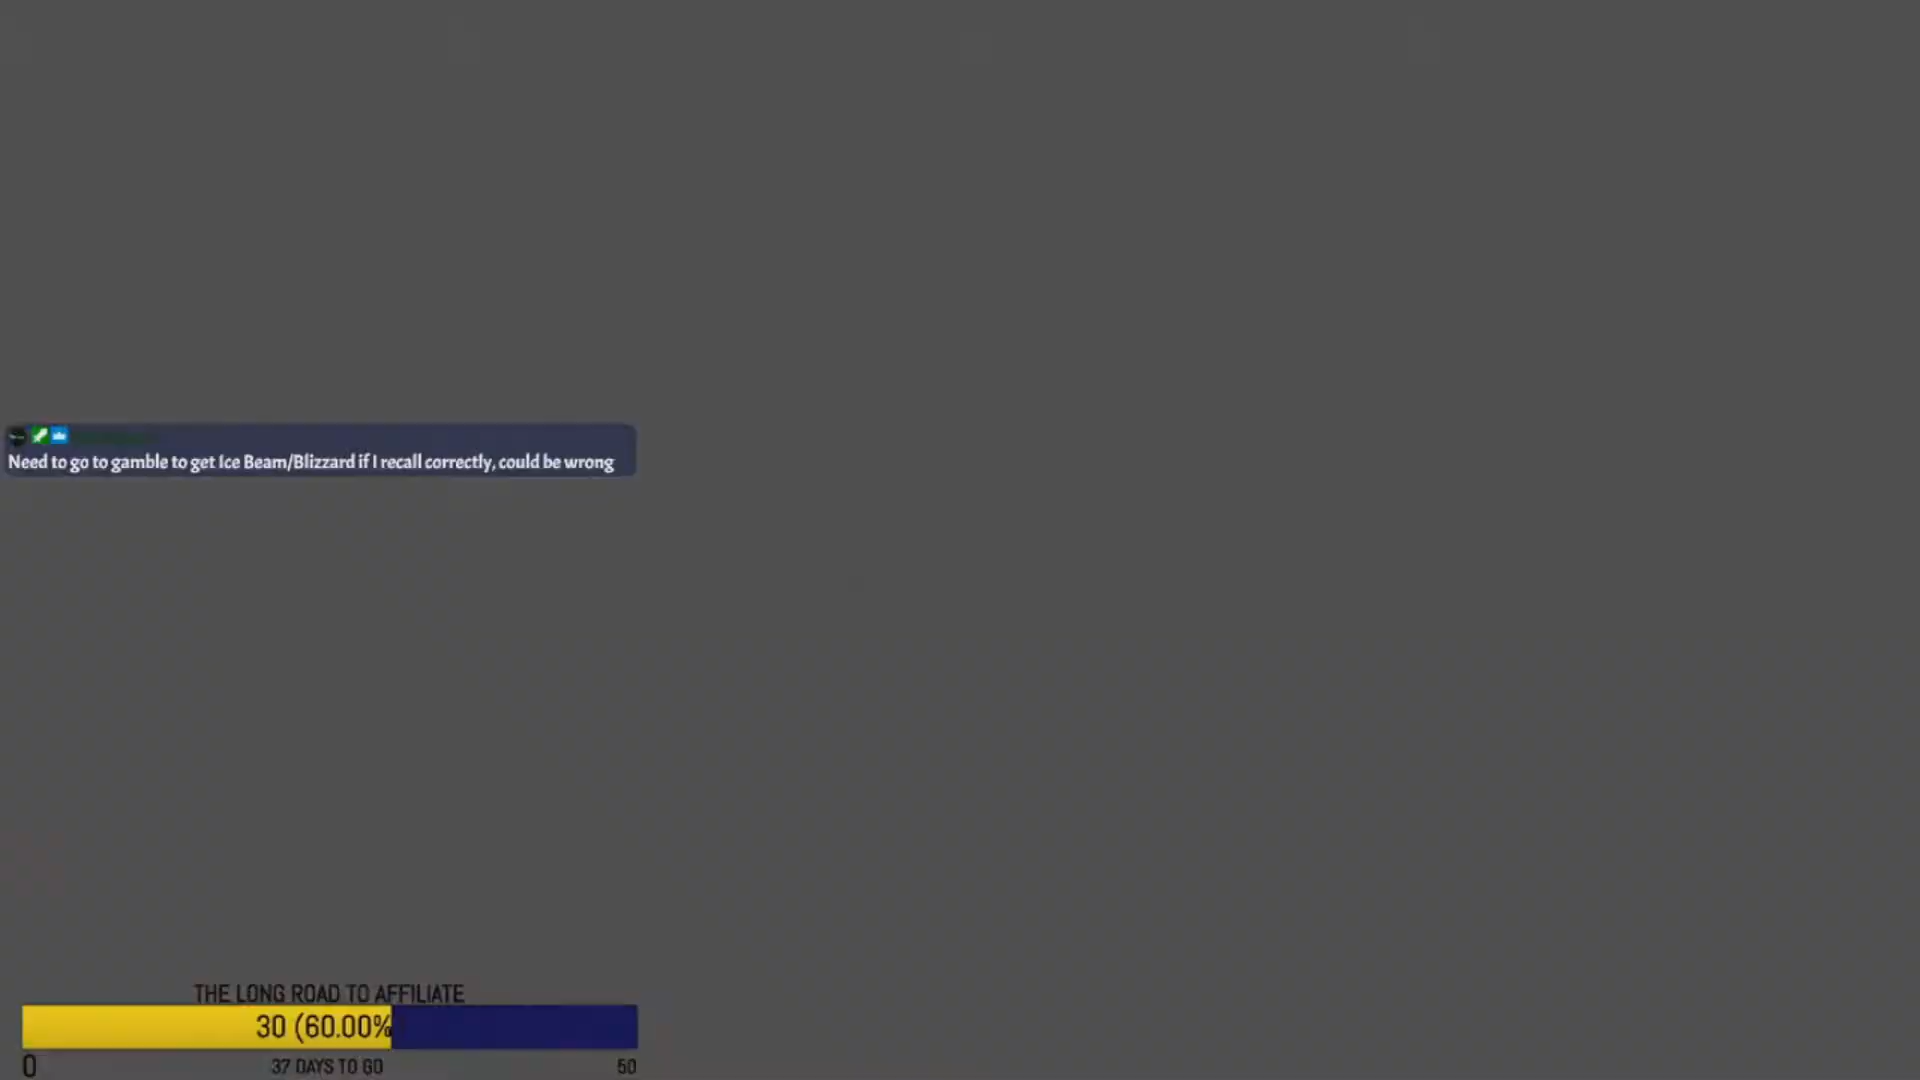 Need to go to gamble to get Ice Beam/Blizzard if I recall correctly, could be wrong
THE LONG ROAD TO AFFILIATE
30 (60.00%
0
37 DAYS TO GO
50